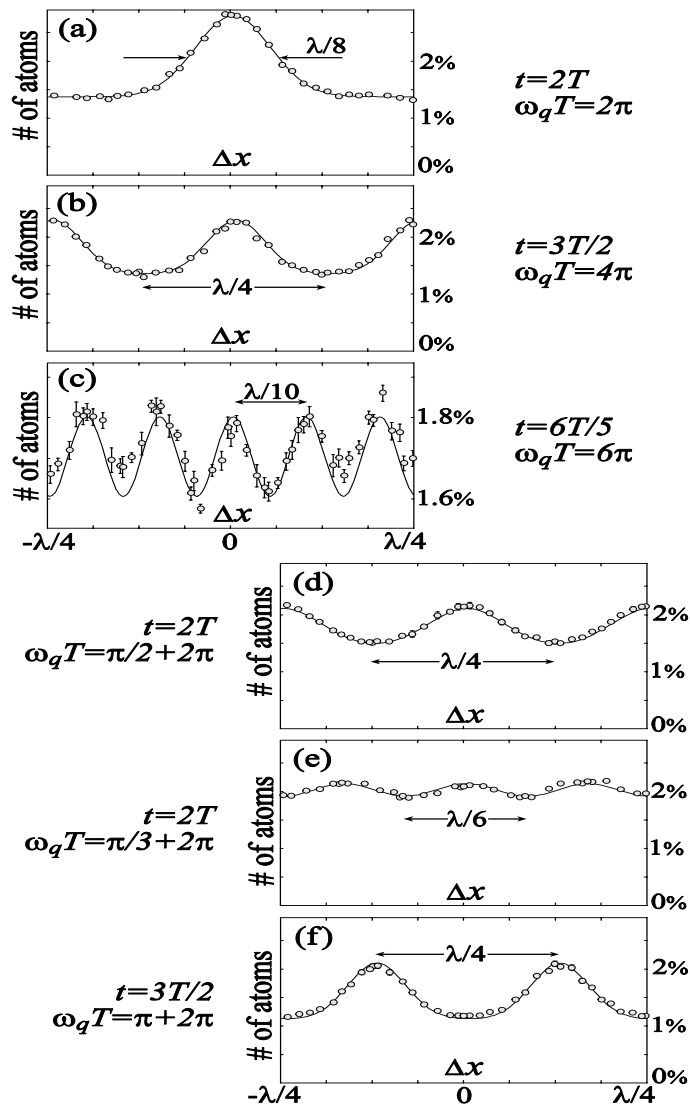 (a)
λ/8
2%
1%
0%
# of atoms
Δx
t=2T
ω_qT=2π
(b)
2%
1%
0%
# of atoms
λ/4
Δx
t=3T/2
ω_qT=4π
(c)
λ/10
1.8%
1.6%
# of atoms
Δx
-λ/4 0 λ/4
t=6T/5
ω_qT=6π
t=2T
ω_qT=π/2+2π
(d)
2%
1%
0%
# of atoms
λ/4
Δx
t=2T
ω_qT=π/3+2π
(e)
2%
1%
0%
# of atoms
λ/6
Δx
t=3T/2
ω_qT=π+2π
(f)
λ/4
2%
1%
0%
# of atoms
Δx
-λ/4 0 λ/4